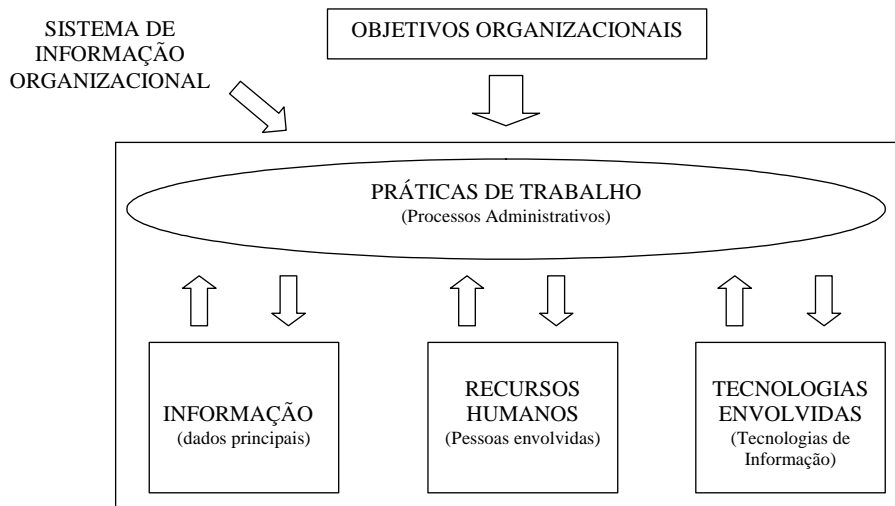 SISTEMA DE
INFORMAÇÃO
ORGANIZACIONAL
OBJETIVOS ORGANIZACIONAIS
PRÁTICAS DE TRABALHO
(Processos Administrativos)
INFORMAÇÃO
(dados principais)
RECURSOS
HUMANOS
(Pessoas envolvidas)
TECNOLOGIAS
ENVOLVIDAS
(Tecnologias de
Informação)